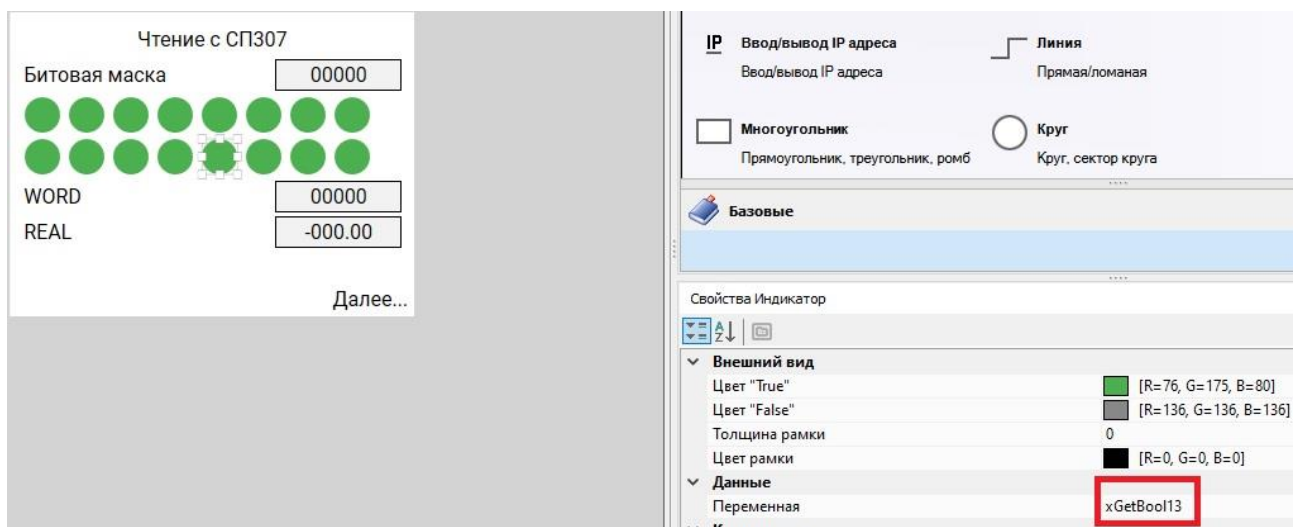 Чтение с СП307
Битовая маска 00000
WORD 00000
REAL -000.00
Далее...
IP Ввод/вывод IP адреса
Ввод/вывод IP адреса
Линия
Прямая/ломаная
Многоугольник
Прямоугольник, треугольник, ромб
Круг
Круг, сектор круга
Базовые
Свойства Индикатор
Внешний вид
Цвет "True" [R=76, G=175, B=80]
Цвет "False" [R=136, G=136, B=136]
Толщина рамки 0
Цвет рамки [R=0, G=0, B=0]
Данные
Переменная xGetBool13